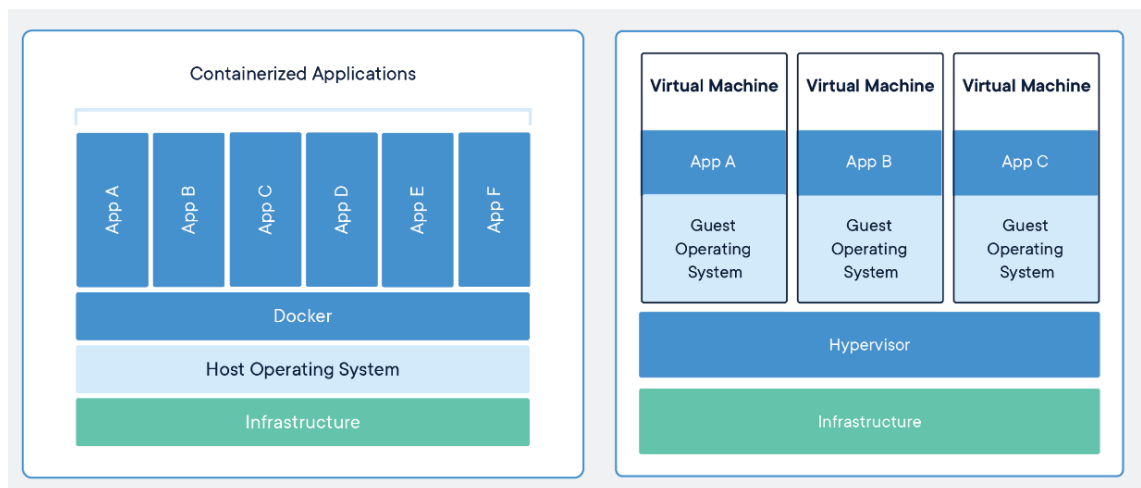 Containerized Applications
App A
App B
App C
App D
App E
App F
Docker
Host Operating System
Infrastructure
Virtual Machine
App A
Guest
Operating
System
Virtual Machine
App B
Guest
Operating
System
Virtual Machine
App C
Guest
Operating
System
Hypervisor
Infrastructure